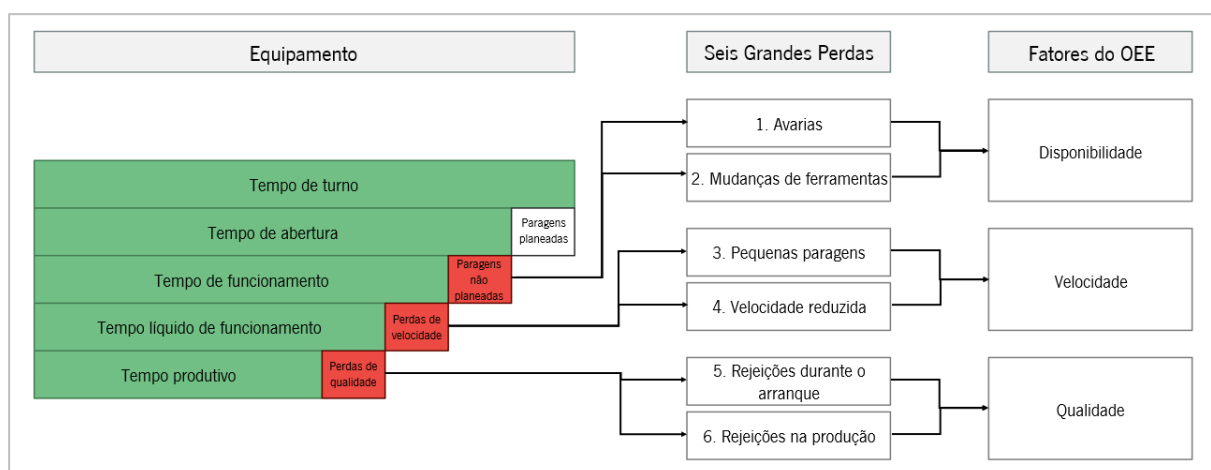 Equipamento
Seis Grandes Perdas
Fatores do OEE
Tempo de turno
Tempo de abertura
Paragens
planeadas
Tempo de funcionamento
Paragens
não
planeadas
Tempo líquido de funcionamento
Perdas de
velocidade
Tempo produtivo
Perdas de
qualidade
1. Avarias
2. Mudanças de ferramentas
3. Pequenas paragens
4. Velocidade reduzida
5. Rejeições durante o
arranque
6. Rejeições na produção
Disponibilidade
Velocidade
Qualidade